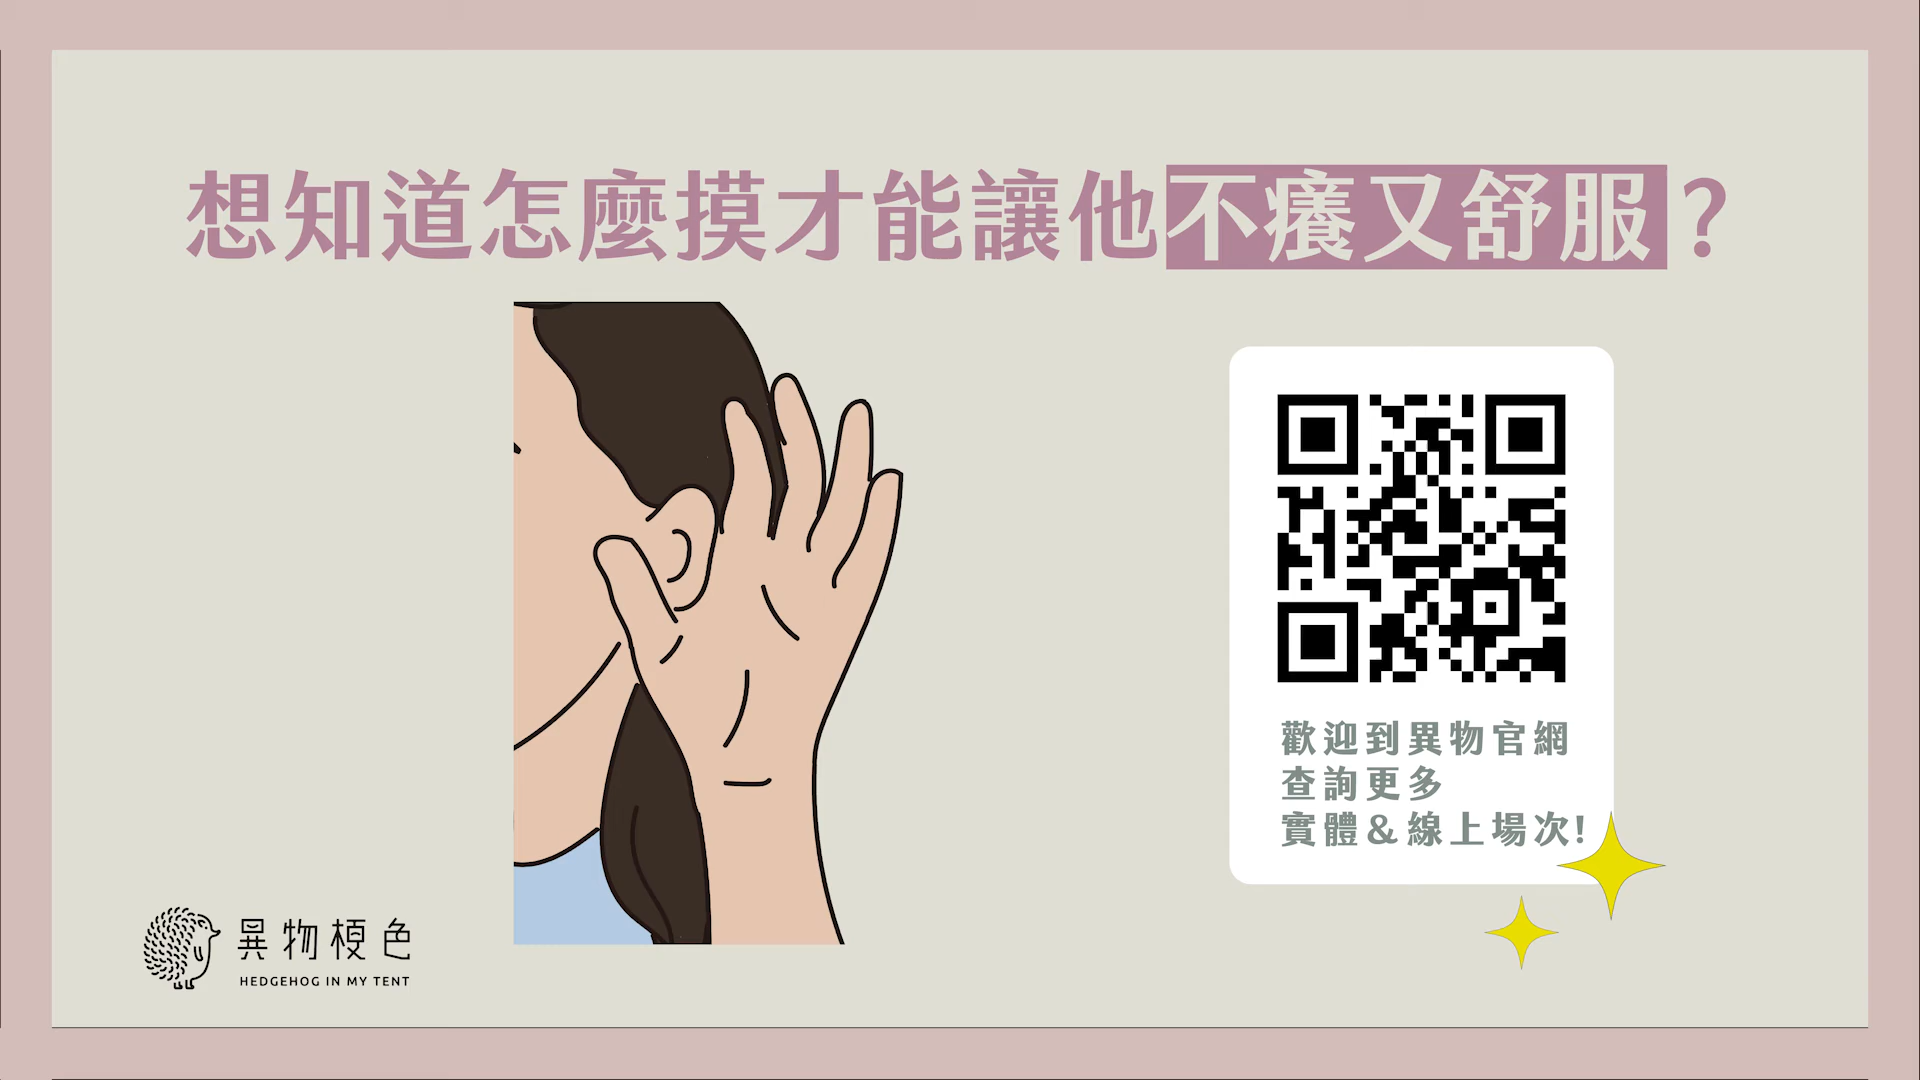 想知道怎麼摸才能讓他不癢又舒服?
歡迎到異物官網
查詢更多
實體&線上場次!
異物梗色
HEDGEHOG IN MY TENT